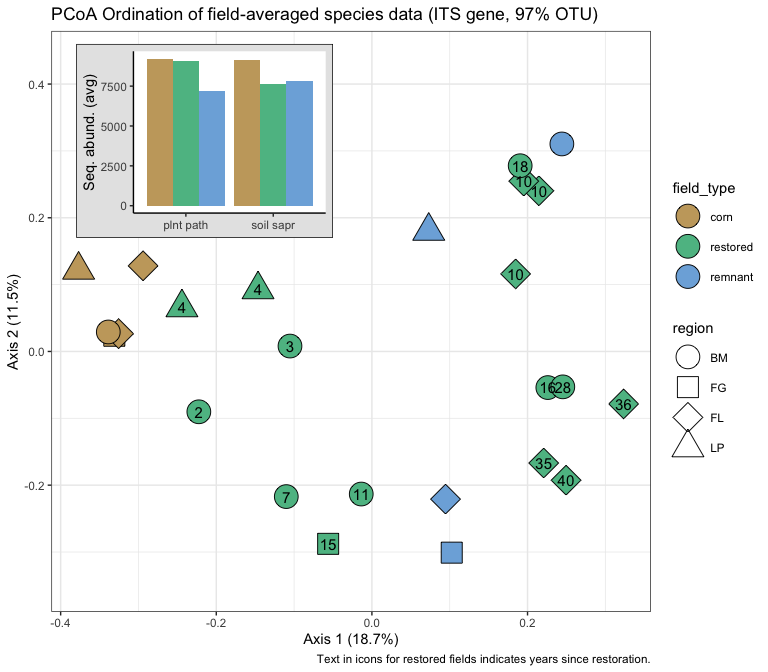 PCoA Ordination of field-averaged species data (ITS gene, 97% OTU)
Axis 2 (11.5%)
0.4
0.2
0.0
-0.2
Seq. abund. (avg)
7500
5000
2500
0
plnt path
soil sapr
18
10
10
10
4
4
3
2
16
28
36
35
40
7
11
15
-0.4
-0.2
0.0
0.2
Axis 1 (18.7%)
Text in icons for restored fields indicates years since restoration.
field_type
corn
restored
remnant
region
BM
FG
FL
LP